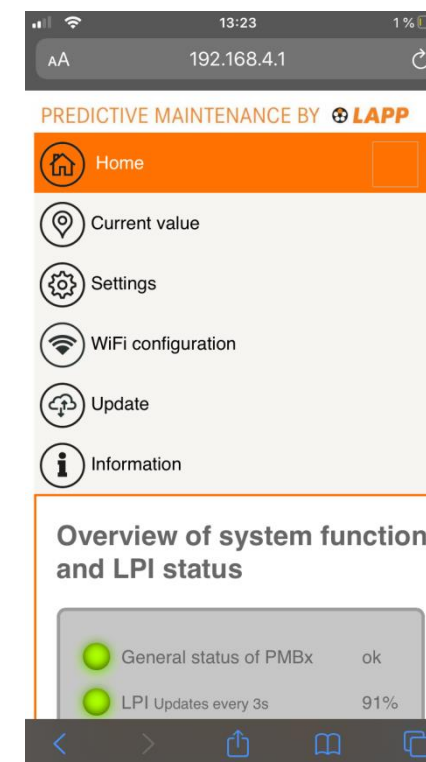 13:23
1 %
AA
192.168.4.1
PREDICTIVE MAINTENANCE BY LAPP
Home
Current value
Settings
WiFi configuration
Update
Information
Overview of system function
and LPI status
General status of PMBx ok
LPI Updates every 3s 91%